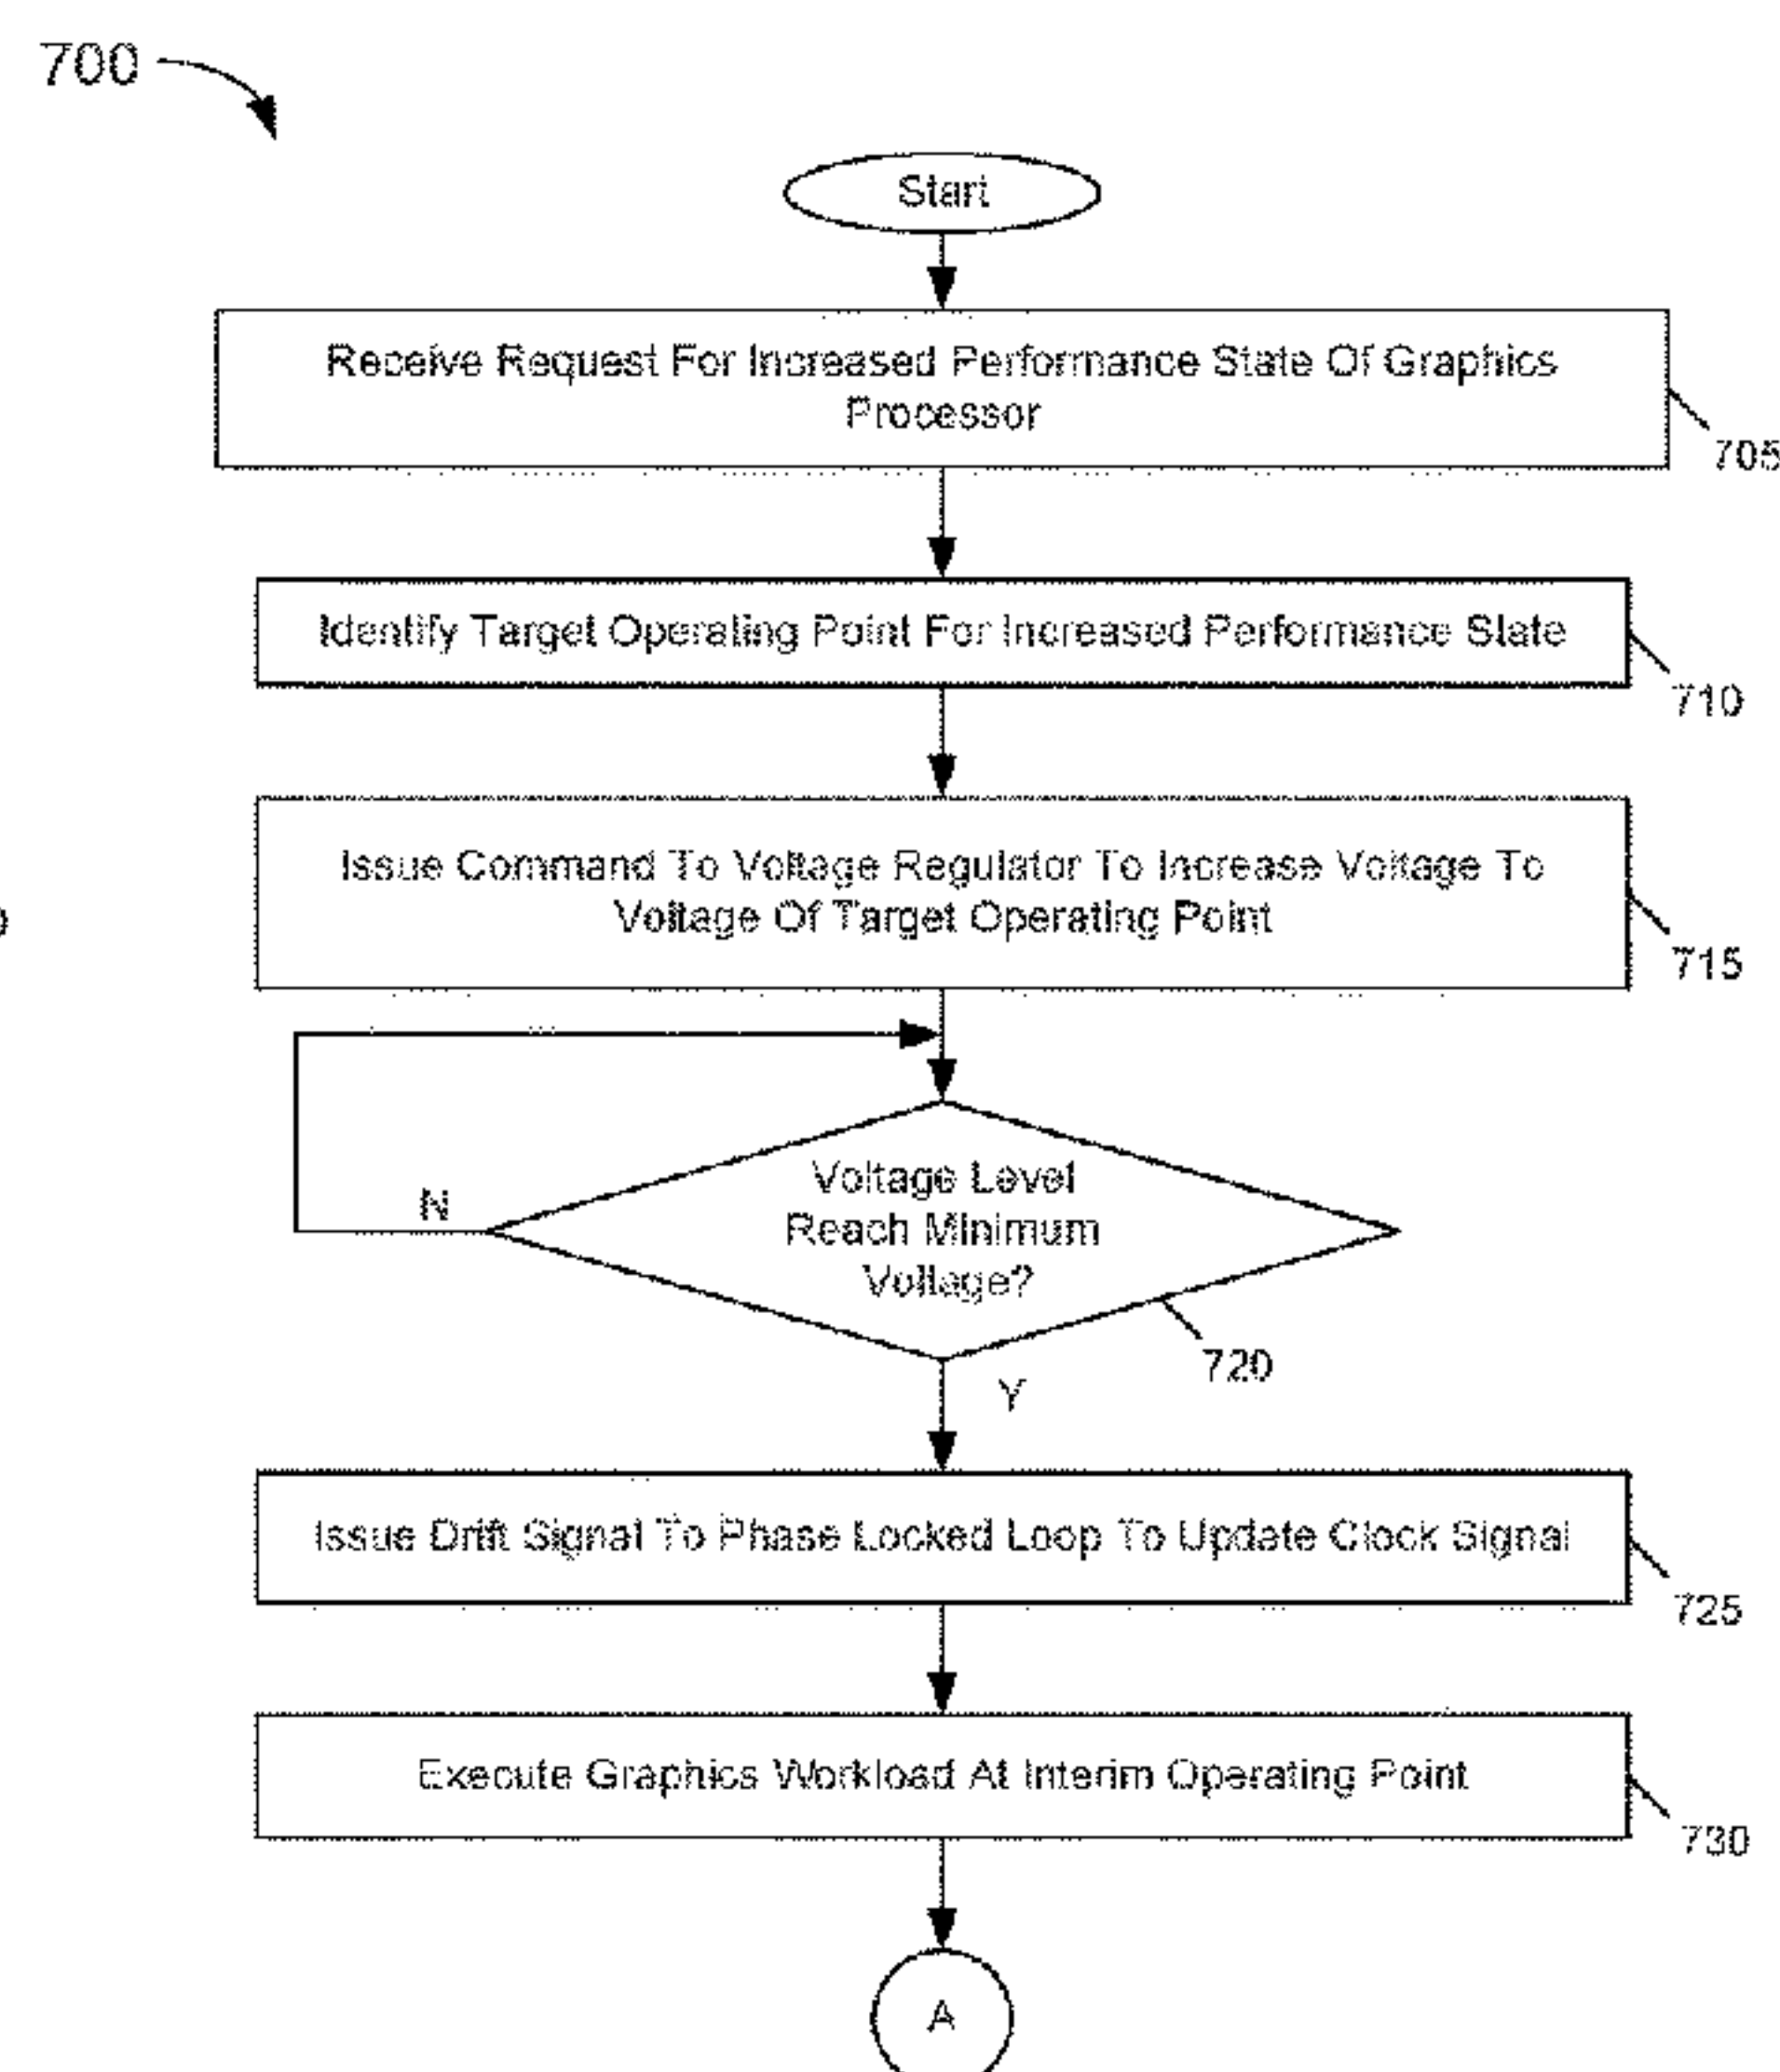 700
Start
Receive Request For Increased Performance State Of Graphics
Processor
705
Identify Target Operating Point For Increased Performance State
710
Issue Command To Voltage Regulator To Increase Voltage To
Voltage Of Target Operating Point
715
Voltage Level
Reach Minimum
Voltage?
N
720
Y
Issue Drift Signal To Phase Locked Loop To Update Clock Signal
725
Execute Graphics Workload At Interim Operating Point
730
A